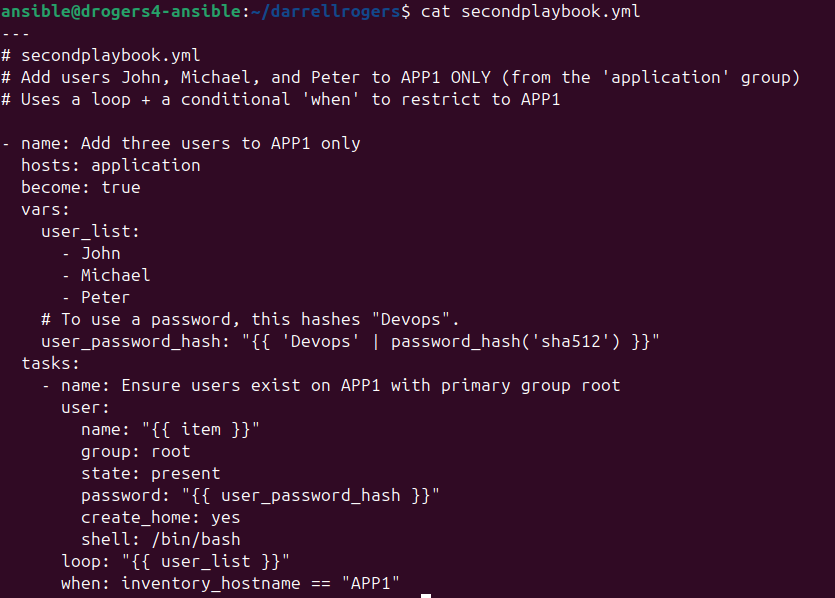 ansible@drogers4-ansible:~/darrellrogers$ cat secondplaybook.yml
---
# secondplaybook.yml
# Add users John, Michael, and Peter to APP1 ONLY (from the 'application' group)
# Uses a loop + a conditional 'when' to restrict to APP1

- name: Add three users to APP1 only
  hosts: application
  become: true
  vars:
    user_list:
      - John
      - Michael
      - Peter
    # To use a password, this hashes "Devops".
    user_password_hash: "{{ 'Devops' | password_hash('sha512') }}"
  tasks:
    - name: Ensure users exist on APP1 with primary group root
      user:
        name: "{{ item }}"
        group: root
        state: present
        password: "{{ user_password_hash }}"
        create_home: yes
        shell: /bin/bash
      loop: "{{ user_list }}"
      when: inventory_hostname == "APP1"